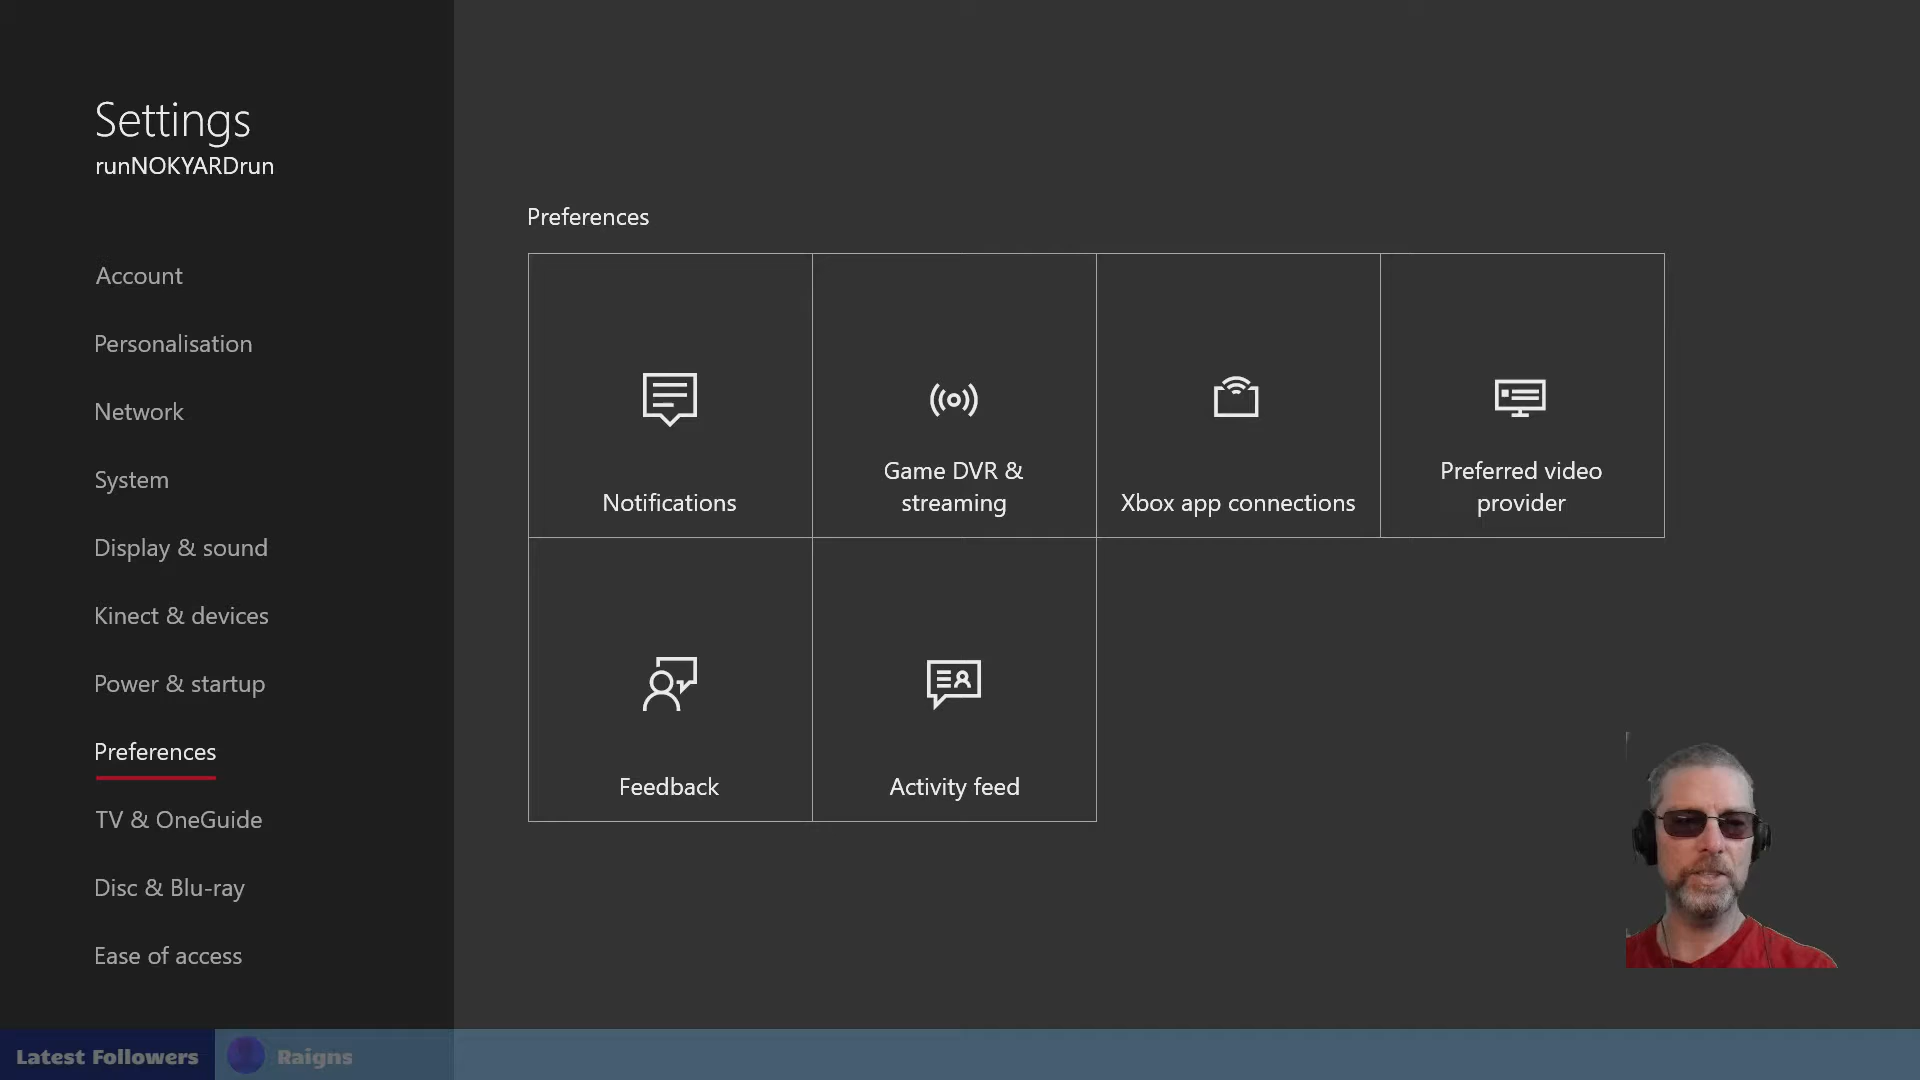 Settings
runNOKYARDrun
Account
Personalisation
Network
System
Display & sound
Kinect & devices
Power & startup
Preferences
TV & OneGuide
Disc & Blu-ray
Ease of access
Preferences
Notifications
Game DVR &
streaming
Xbox app connections
Preferred video
provider
Feedback
Activity feed
Latest Followers
Raigns